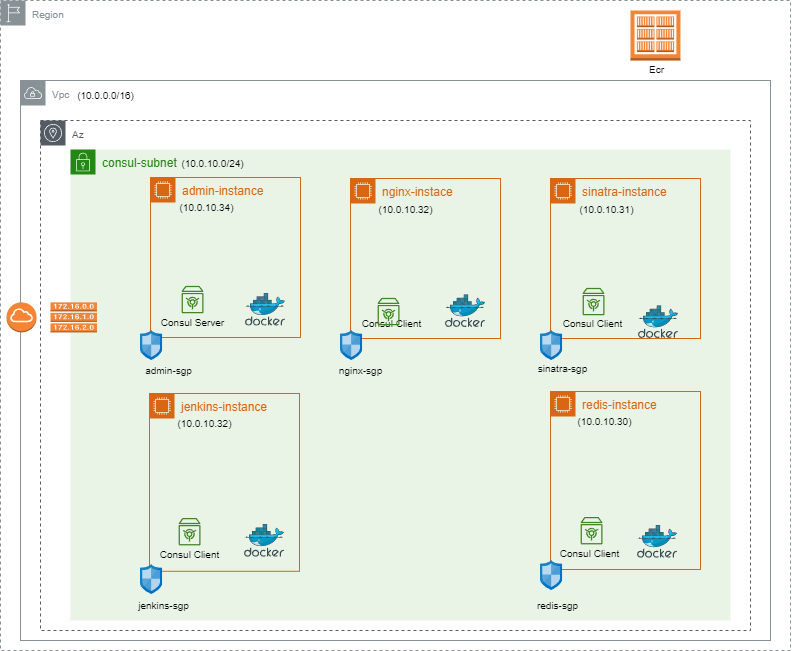 Region
Ecr
Vpc (10.0.0.0/16)
Az
consul-subnet (10.0.10.0/24)
admin-instance
(10.0.10.34)
nginx-instace
(10.0.10.32)
sinatra-instance
(10.0.10.31)
172.16.0.0
172.16.1.0
172.16.2.0
Consul Server
docker
Consul Client
docker
Consul Client
docker
admin-sgp
nginx-sgp
sinatra-sgp
jenkins-instance
(10.0.10.32)
redis-instance
(10.0.10.30)
Consul Client
docker
Consul Client
docker
jenkins-sgp
redis-sgp